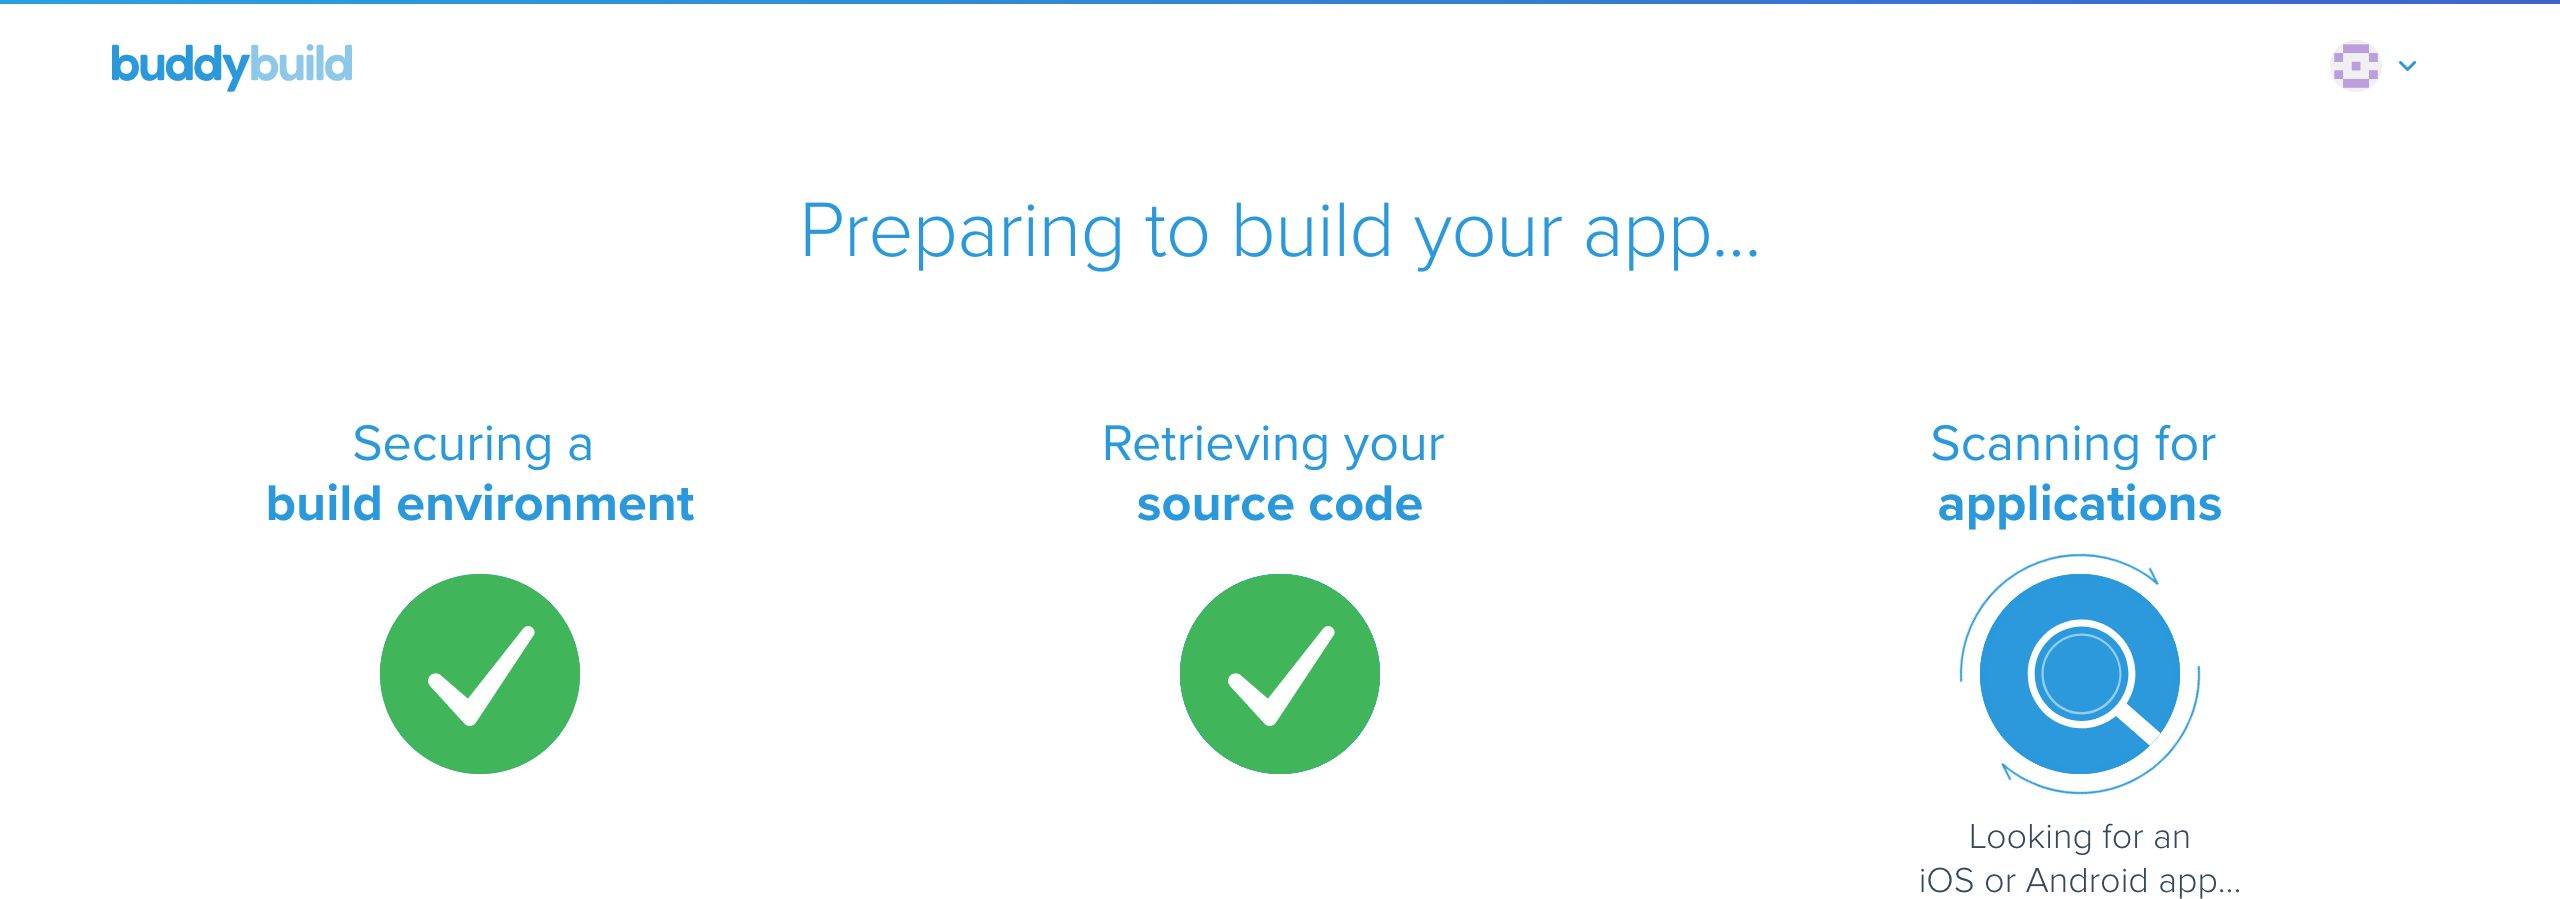 buddybuild
Preparing to build your app...
Securing a
build environment
Retrieving your
source code
Scanning for
applications
Looking for an
iOS or Android app...